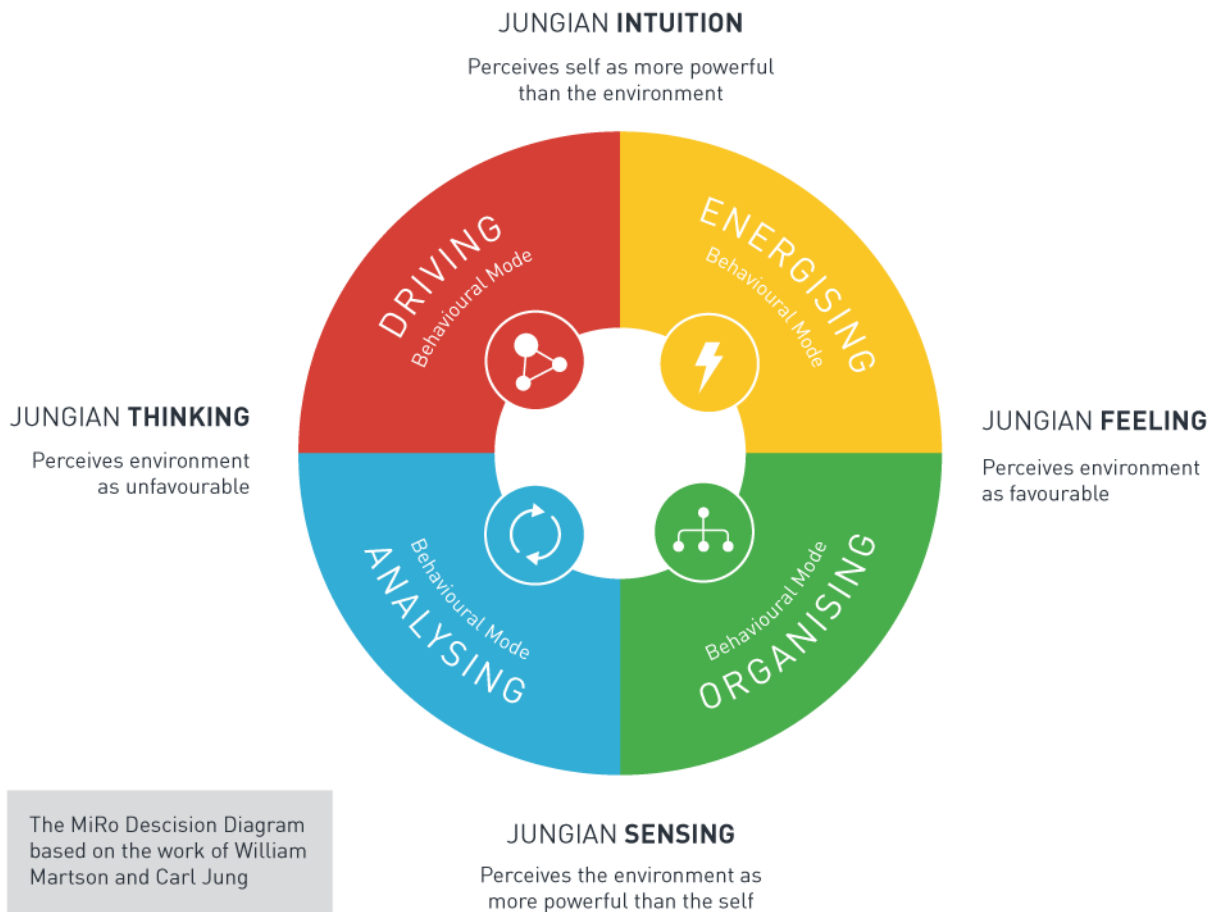 JUNGIAN INTUITION
Perceives self as more powerful
than the environment
DRIVING
Behavioural Mode
ENERGISING
Behavioural Mode
JUNGIAN THINKING
Perceives environment
as unfavourable
JUNGIAN FEELING
Perceives environment
as favourable
Behavioural Mode
ANALYSING
Behavioural Mode
ORGANISING
The MiRo Descision Diagram
based on the work of William
Martson and Carl Jung
JUNGIAN SENSING
Perceives the environment as
more powerful than the self